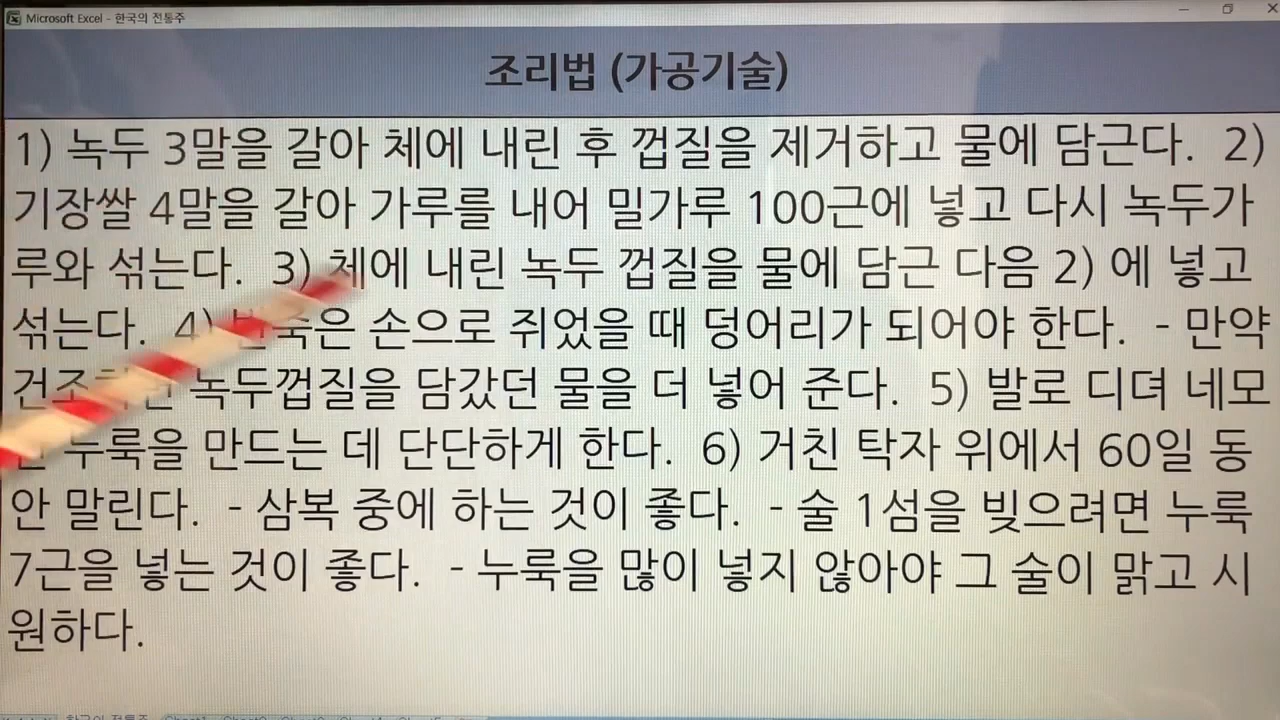 Microsoft Excel - 한국의 전통주
조리법 (가공기술)
1) 녹두 3말을 갈아 체에 내린 후 껍질을 제거하고 물에 담근다. 2)
기장쌀 4말을 갈아 가루를 내어 밀가루 100근에 넣고 다시 녹두가
루와 섞는다. 3) 체에 내린 녹두 껍질을 물에 담근 다음 2) 에 넣고
섞는다. 4) 손으로 쥐었을 때 덩어리가 되어야 한다. - 만약
녹두껍질을 담갔던 물을 더 넣어 준다. 5) 발로 디뎌 네모
누룩을 만드는 데 단단하게 한다. 6) 거친 탁자 위에서 60일 동
안 말린다. - 삼복 중에 하는 것이 좋다. - 술 1섬을 빚으려면 누룩
7근을 넣는 것이 좋다. - 누룩을 많이 넣지 않아야 그 술이 맑고 시
원하다.